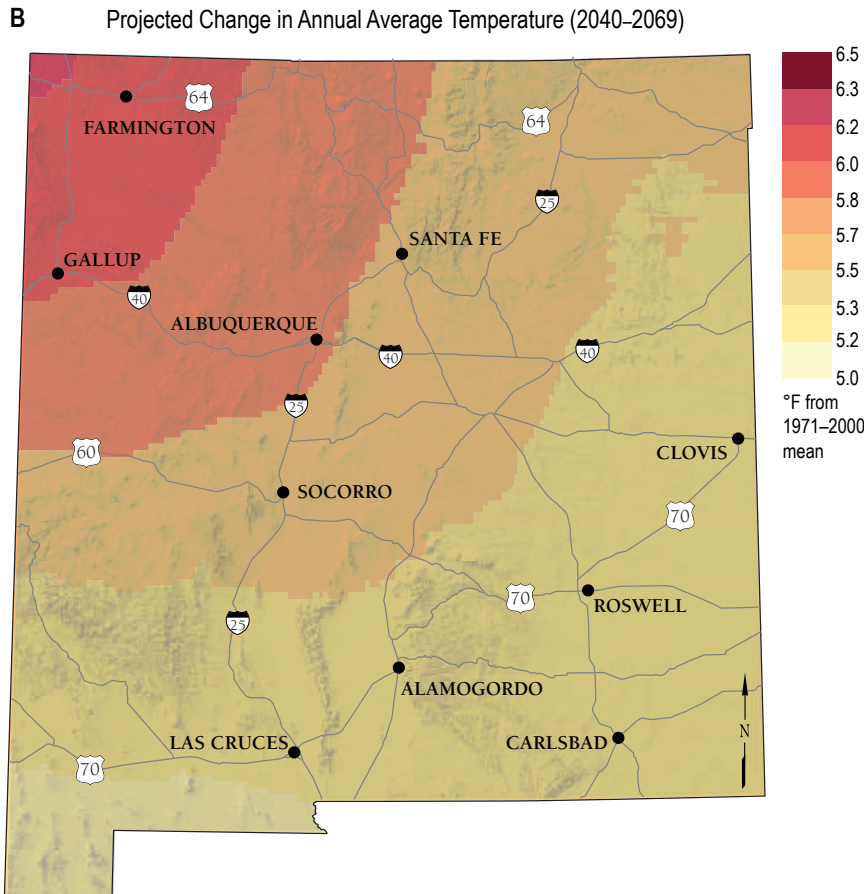 B
Projected Change in Annual Average Temperature (2040–2069)
6.5
6.3
6.2
6.0
5.8
5.7
5.5
5.3
5.2
5.0
°F from
1971–2000
mean
64
FARMINGTON
64
25
SANTA FE
GALLUP
40
ALBUQUERQUE
40
40
25
60
CLOVIS
SOCORRO
70
70
ROSWELL
25
ALAMOGORDO
N
LAS CRUCES
CARLSBAD
70